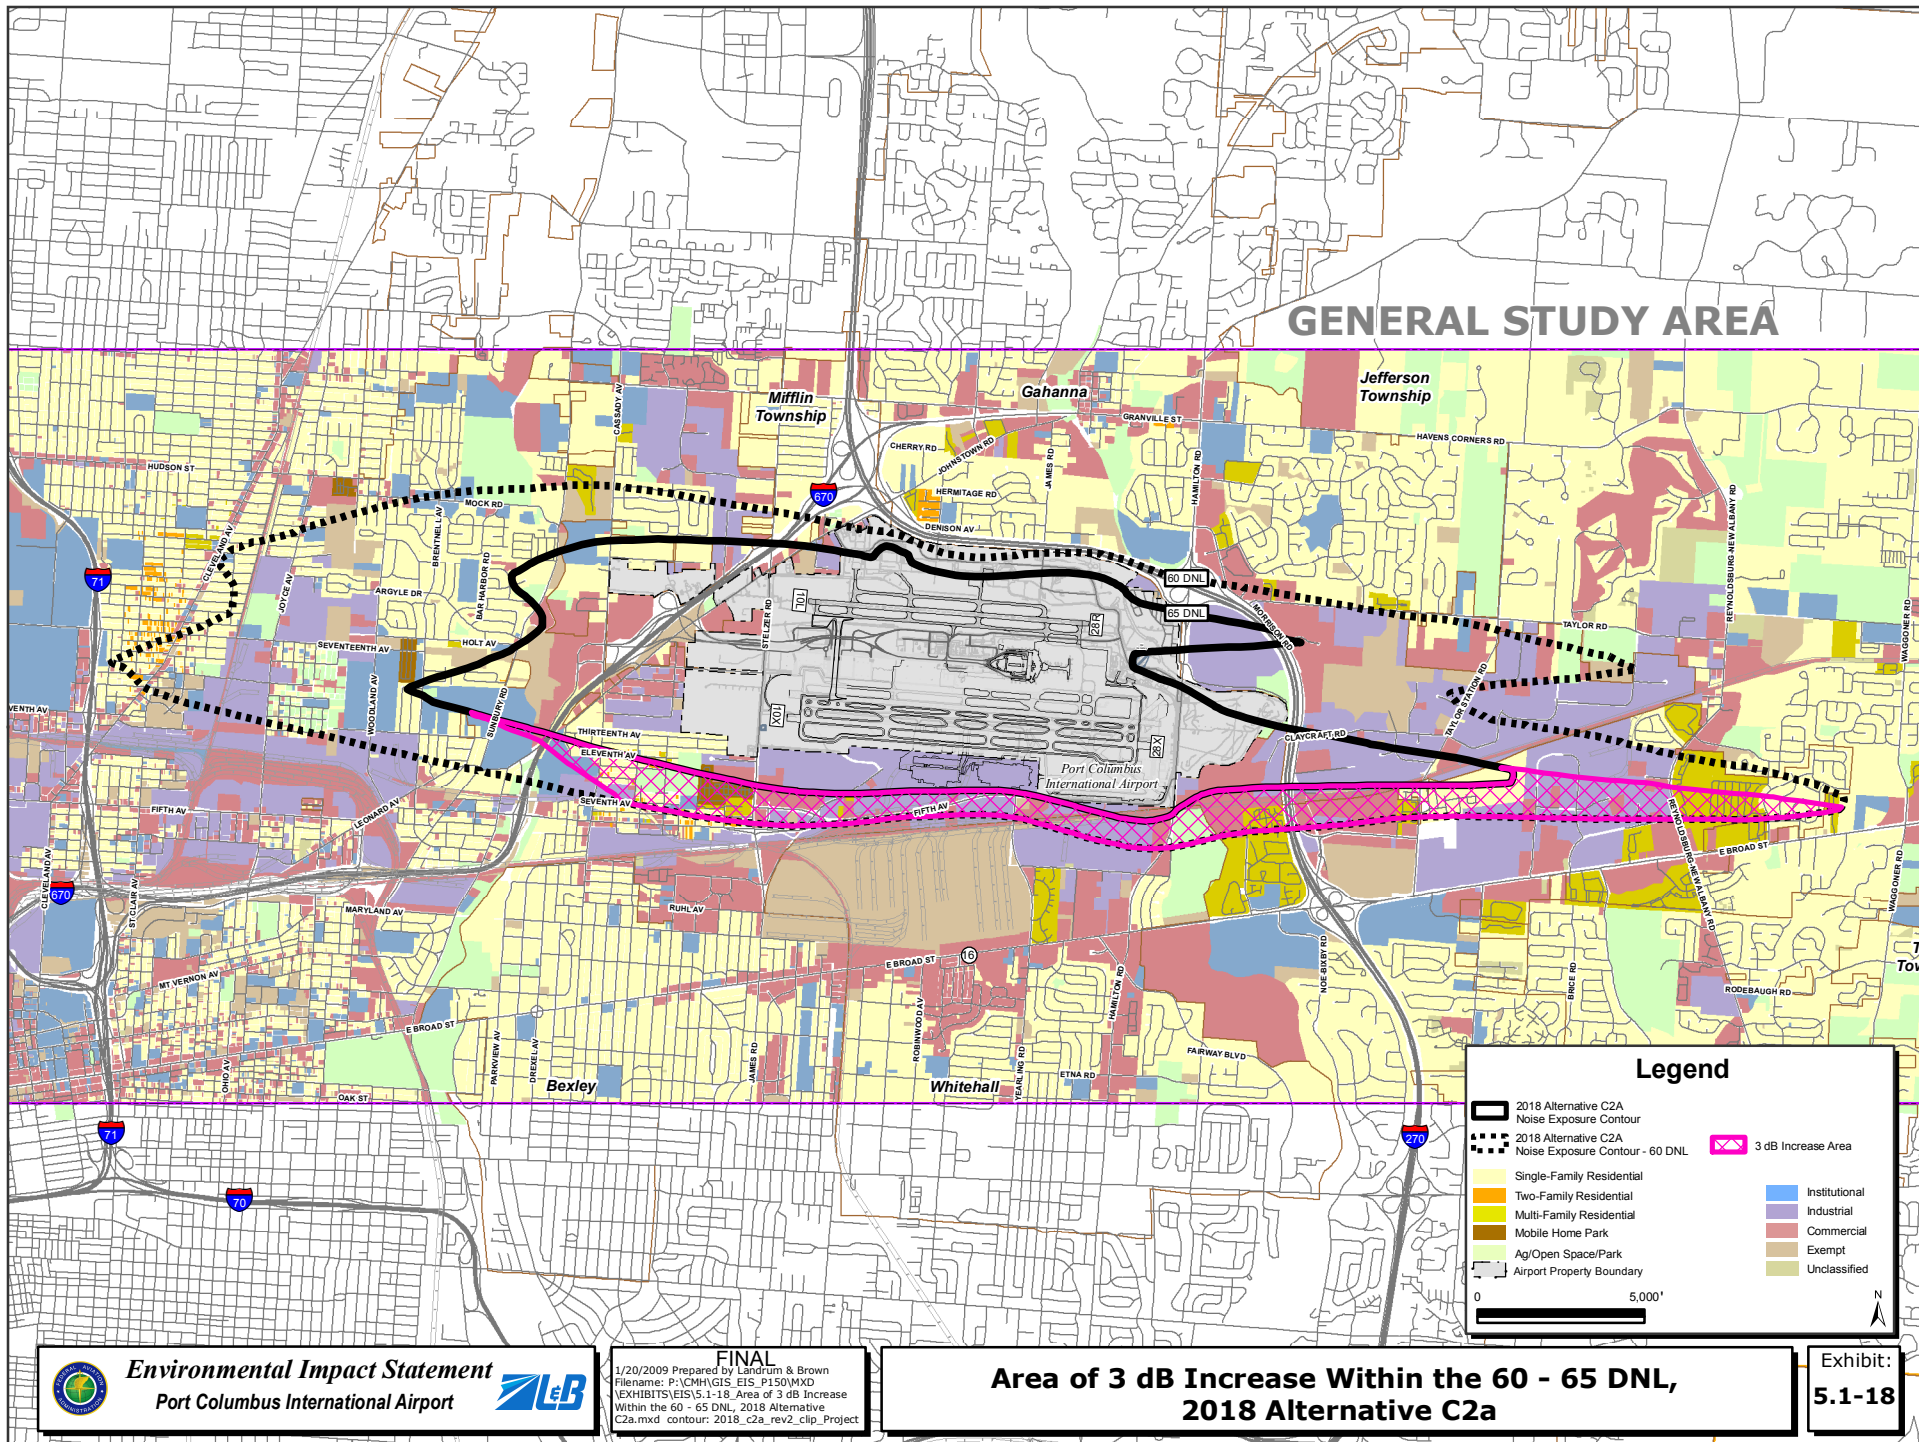 GENERAL STUDY AREA
Mifflin
Township
Gahanna
Jefferson
Township
GRANVILLE ST
HAVENS CORNERS RD
CHERRY RD
JOHNSTOWN RD
JAMES RD
HAMILTON RD
CASSADY AV
HUDSON ST
MOCK RD
BRENTNELL AV
670
HERMITAGE RD
DENISON AV
REYNOLDSBURG-NEW ALBANY RD
CLEVELAND AV
71
JOYCE AV
ARGYLE DR
BAR HARBOR RD
60 DNL
65 DNL
MORRISON RD
TAYLOR RD
WAGGONER RD
SEVENTEENTH AV
HOLT AV
STELZER RD
10L
28R
WOODLAND AV
SUNBURY RD
TAYLOR STATION RD
VENTH AV
10X
28X
THIRTEENTH AV
ELEVENTH AV
CLAYCRAFT RD
Port Columbus
International Airport
SEVENTH AV
FIFTH AV
FIFTH AV
LEONARD AV
REYNOLDSBURG-NEW ALBANY RD
E BROAD ST
CLEVELAND AV
670
ST CLAIR AV
MARYLAND AV
RUHL AV
WAGGONER RD
E BROAD ST
16
MT VERNON AV
NOE-BIXBY RD
HAMILTON RD
BRICE RD
RODEBAUGH RD
T
Tow
E BROAD ST
ROBINWOOD AV
FAIRWAY BLVD
OHIO AV
PARKVIEW AV
DREXEL AV
JAMES RD
YEARLING RD
ETNA RD
Bexley
Whitehall
OAK ST
71
270
70
Legend
2018 Alternative C2A
Noise Exposure Contour
2018 Alternative C2A
Noise Exposure Contour - 60 DNL
3 dB Increase Area
Single-Family Residential
Two-Family Residential
Multi-Family Residential
Mobile Home Park
Ag/Open Space/Park
Airport Property Boundary
Institutional
Industrial
Commercial
Exempt
Unclassified
0
5,000'
N
Environmental Impact Statement
Port Columbus International Airport
L&B
FINAL
1/20/2009 Prepared by Landrum & Brown
Filename: P:\CMH\GIS_EIS_P150\MXD
\EXHIBITS\EIS\5.1-18_Area of 3 dB Increase
Within the 60 - 65 DNL, 2018 Alternative
C2a.mxd contour: 2018_c2a_rev2_clip_Project
Area of 3 dB Increase Within the 60 - 65 DNL,
2018 Alternative C2a
Exhibit:
5.1-18